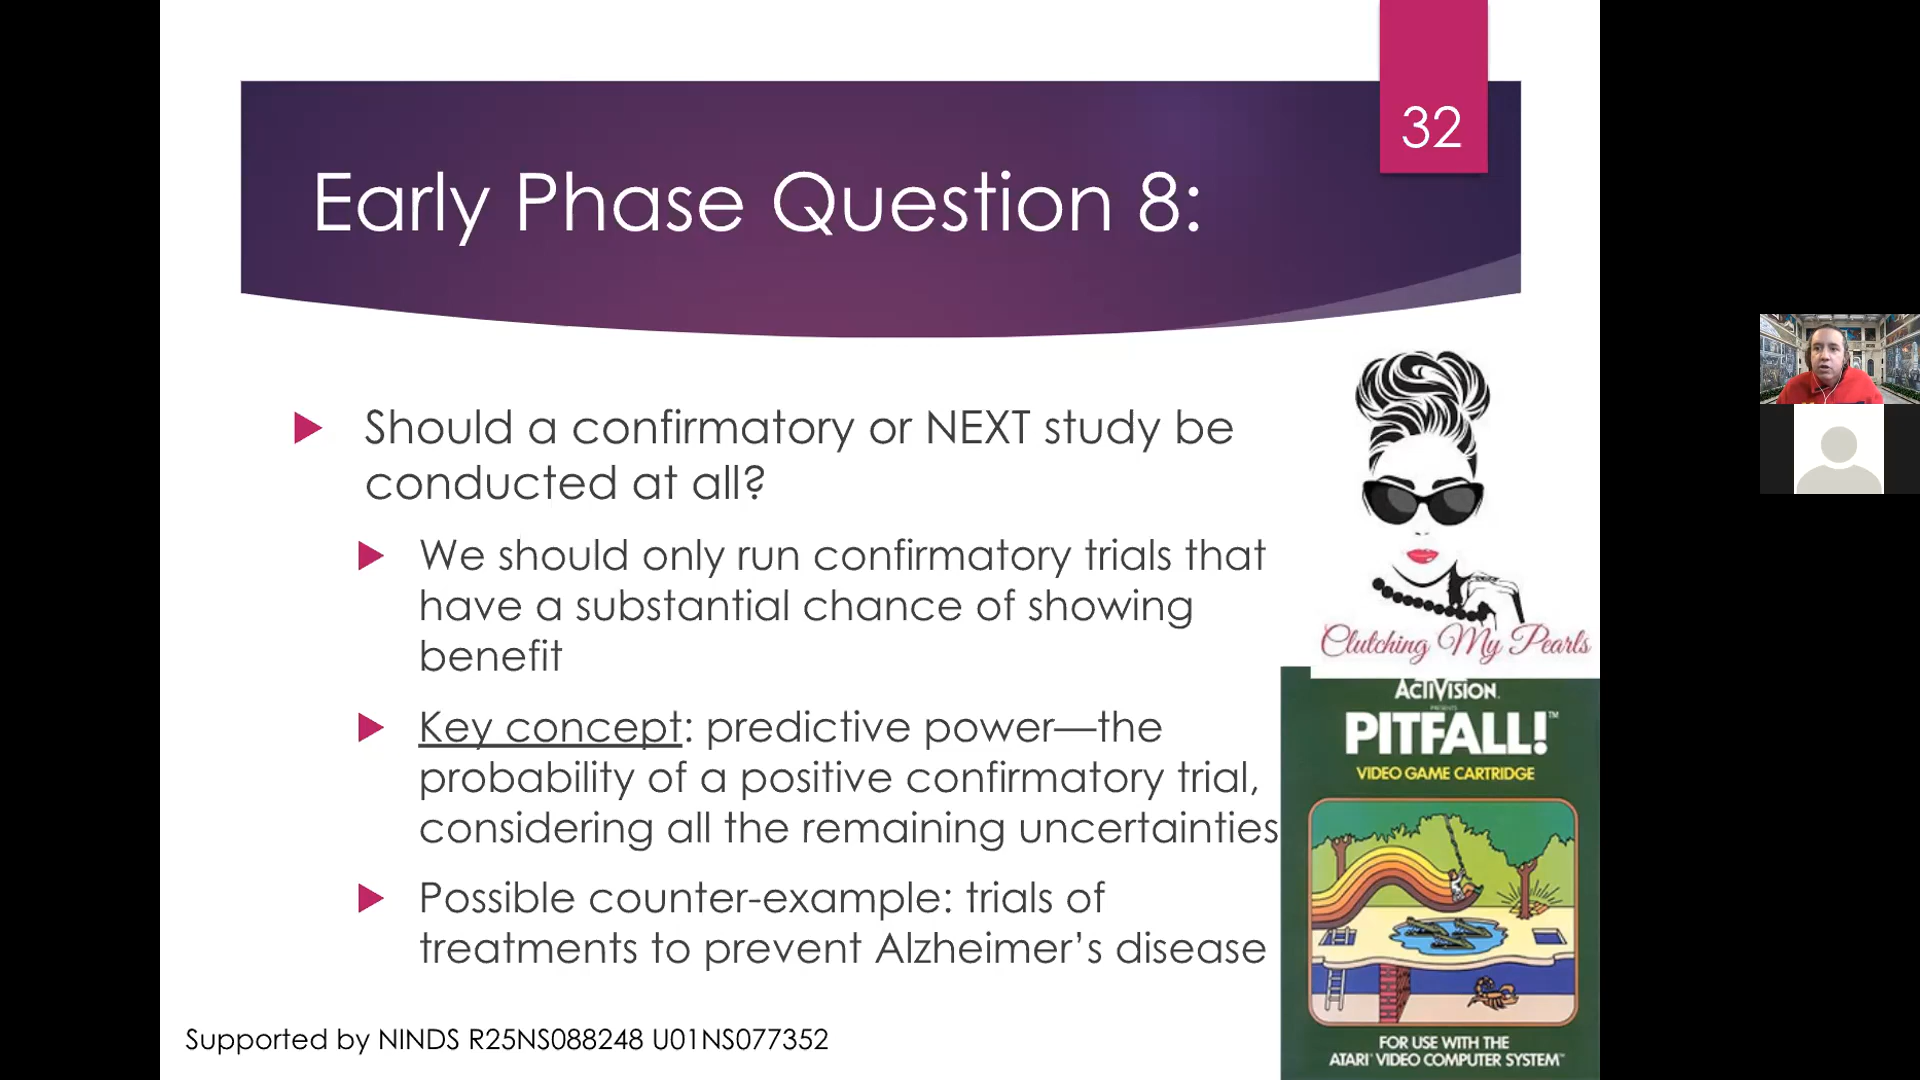 32
Early Phase Question 8:
Should a confirmatory or NEXT study be
conducted at all?
We should only run confirmatory trials that
have a substantial chance of showing
benefit
Key concept: predictive power—the
probability of a positive confirmatory trial,
considering all the remaining uncertainties
Possible counter-example: trials of
treatments to prevent Alzheimer’s disease
Supported by NINDS R25NS088248 U01NS077352
Clutching My Pearls
ACTIVISION.
PRESENTS
PITFALL!™
VIDEO GAME CARTRIDGE
FOR USE WITH THE
ATARI® VIDEO COMPUTER SYSTEM™